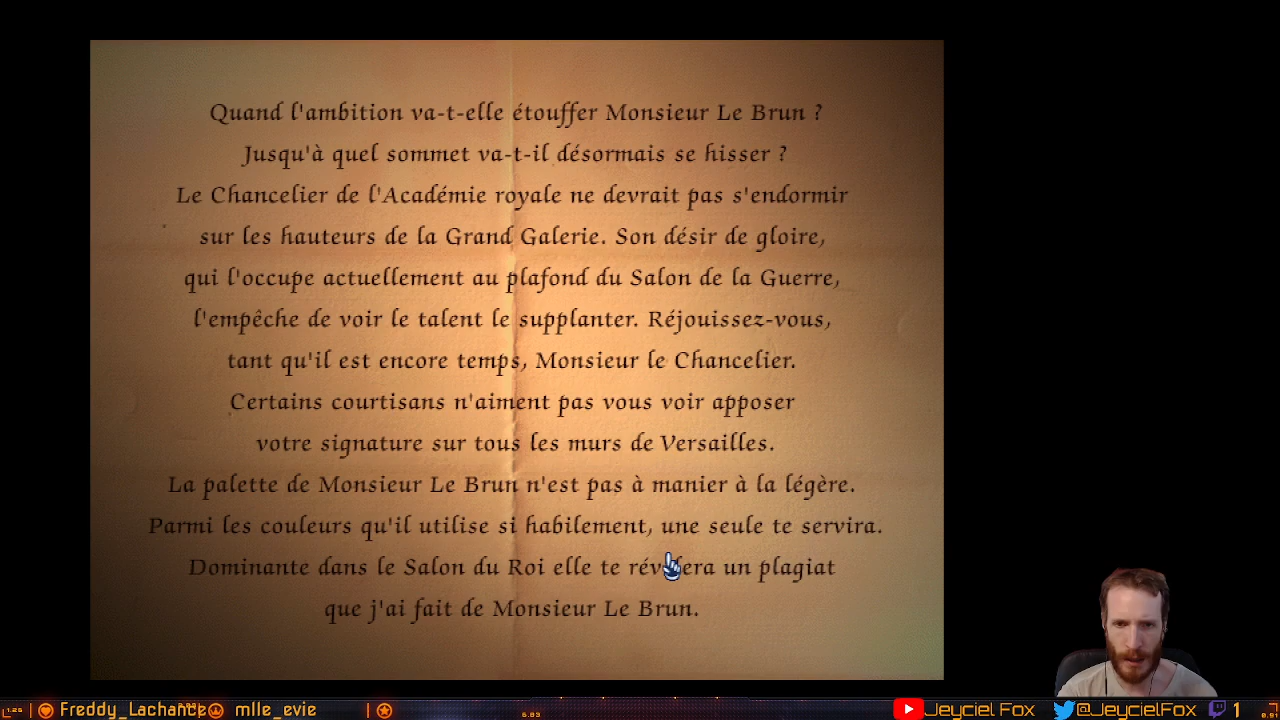 Quand l'ambition va-t-elle étouffer Monsieur Le Brun ?
Jusqu'à quel sommet va-t-il désormais se hisser ?
Le Chancelier de l'Académie royale ne devrait pas s'endormir
sur les hauteurs de la Grand Galerie. Son désir de gloire,
qui l'occupe actuellement au plafond du Salon de la Guerre,
l'empêche de voir le talent le supplanter. Réjouissez-vous,
tant qu'il est encore temps, Monsieur le Chancelier.
Certains courtisans n'aiment pas vous voir apposer
votre signature sur tous les murs de Versailles.
La palette de Monsieur Le Brun n'est pas à manier à la légère.
Parmi les couleurs qu'il utilise si habilement, une seule te servira.
Dominante dans le Salon du Roi elle te révélera un plagiat
que j'ai fait de Monsieur Le Brun.
Freddy_Lachance mlle_evie Jeyciel Fox @JeycielFox 1